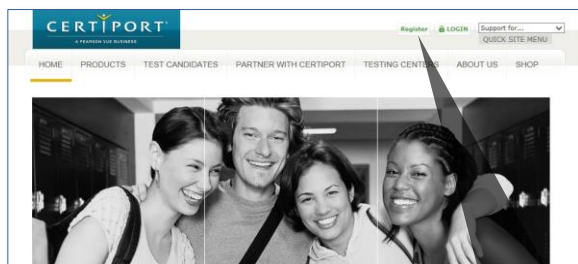 CERTIPORT
A PEARSON VUE BUSINESS
Register LOGIN Support for...
QUICK SITE MENU
HOME PRODUCTS TEST CANDIDATES PARTNER WITH CERTIPORT TESTING CENTERS ABOUT US SHOP